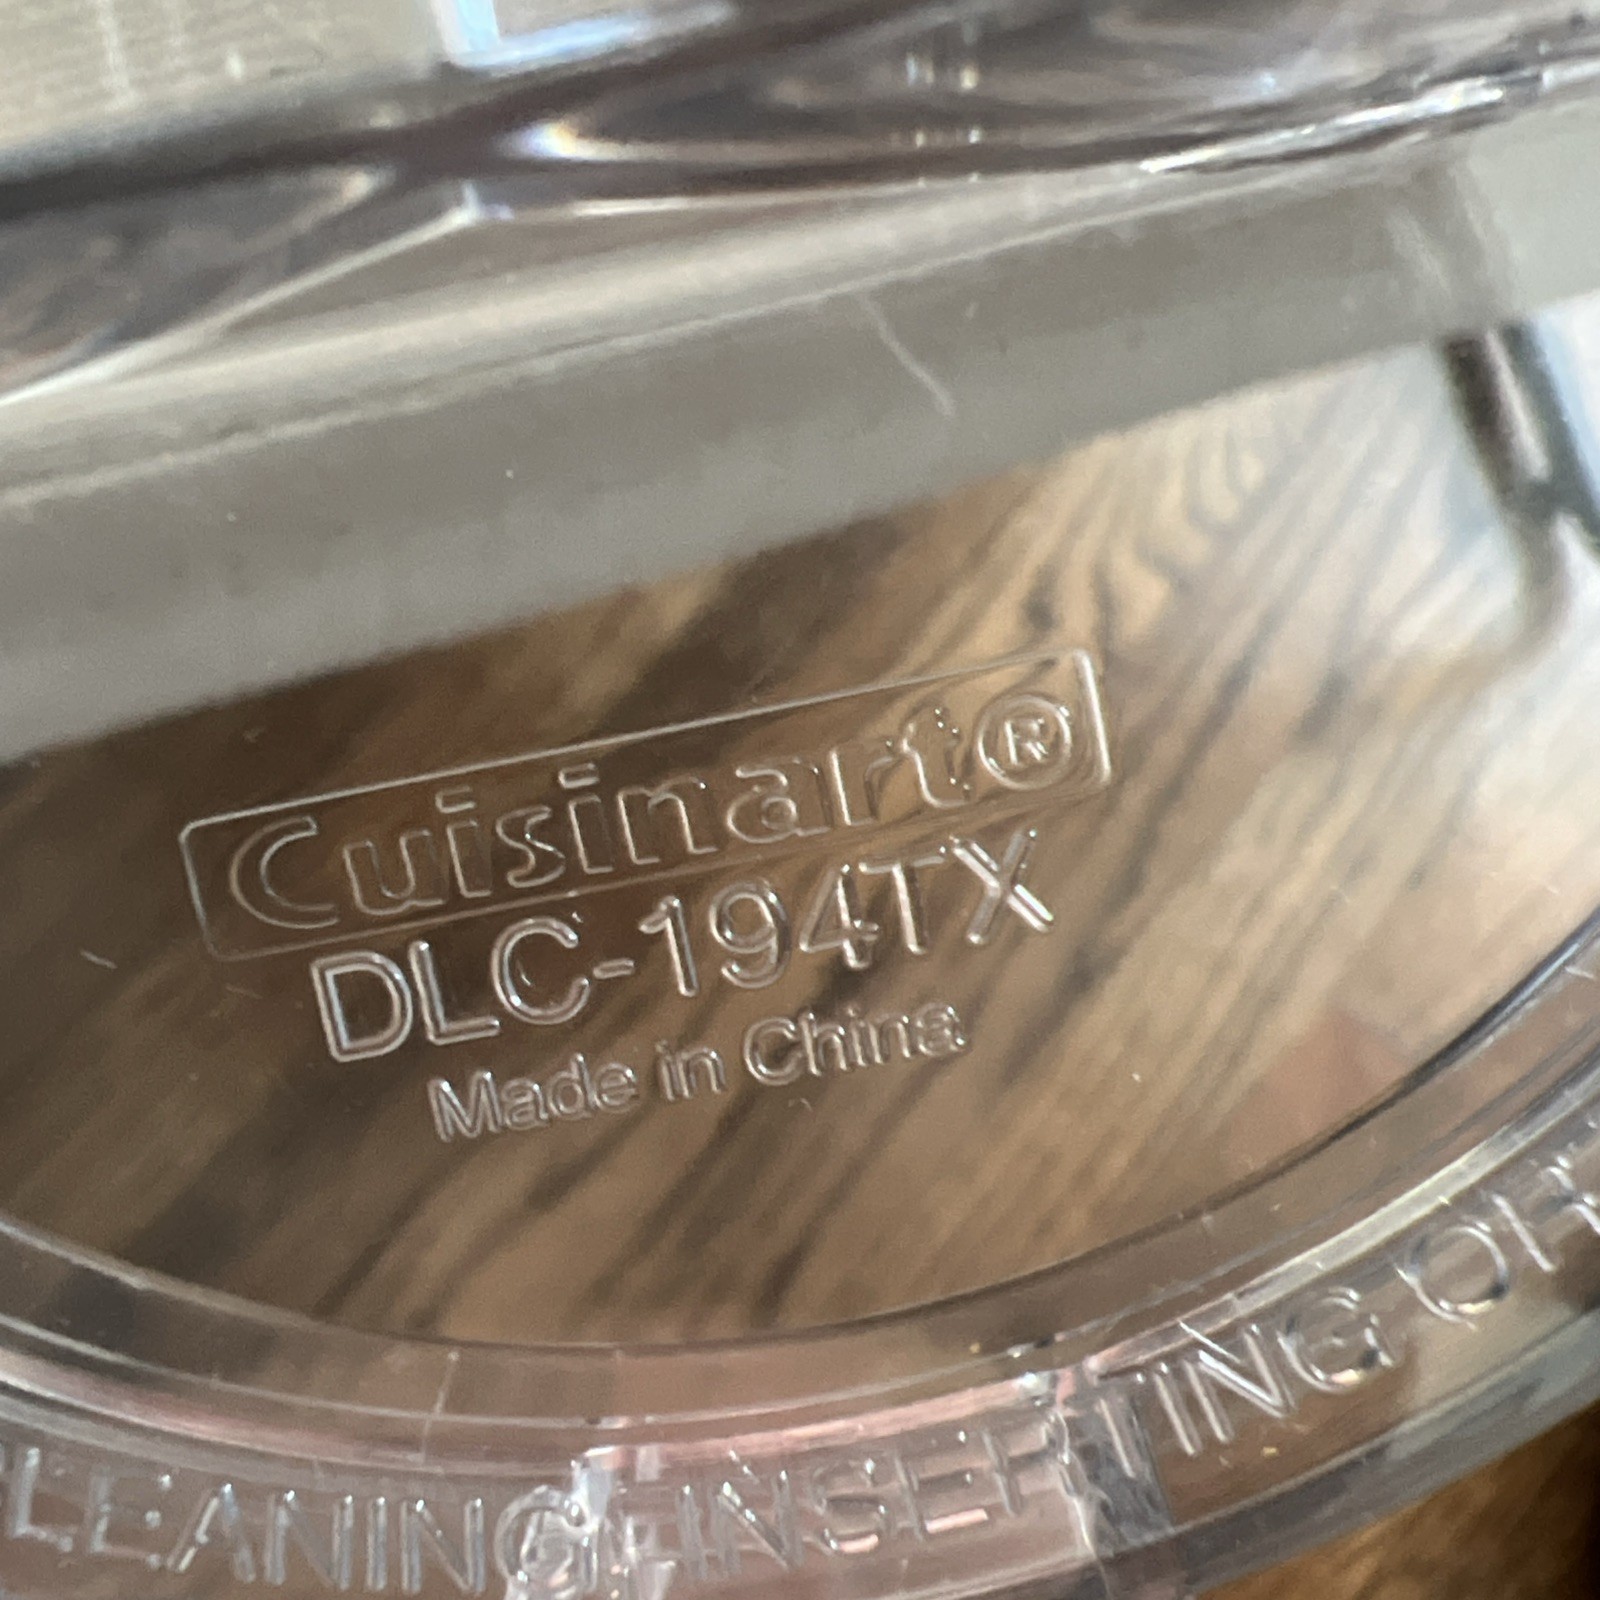 Cuisinart®
DLC-194TX
Made in China
CLEANING, INSERTING OR